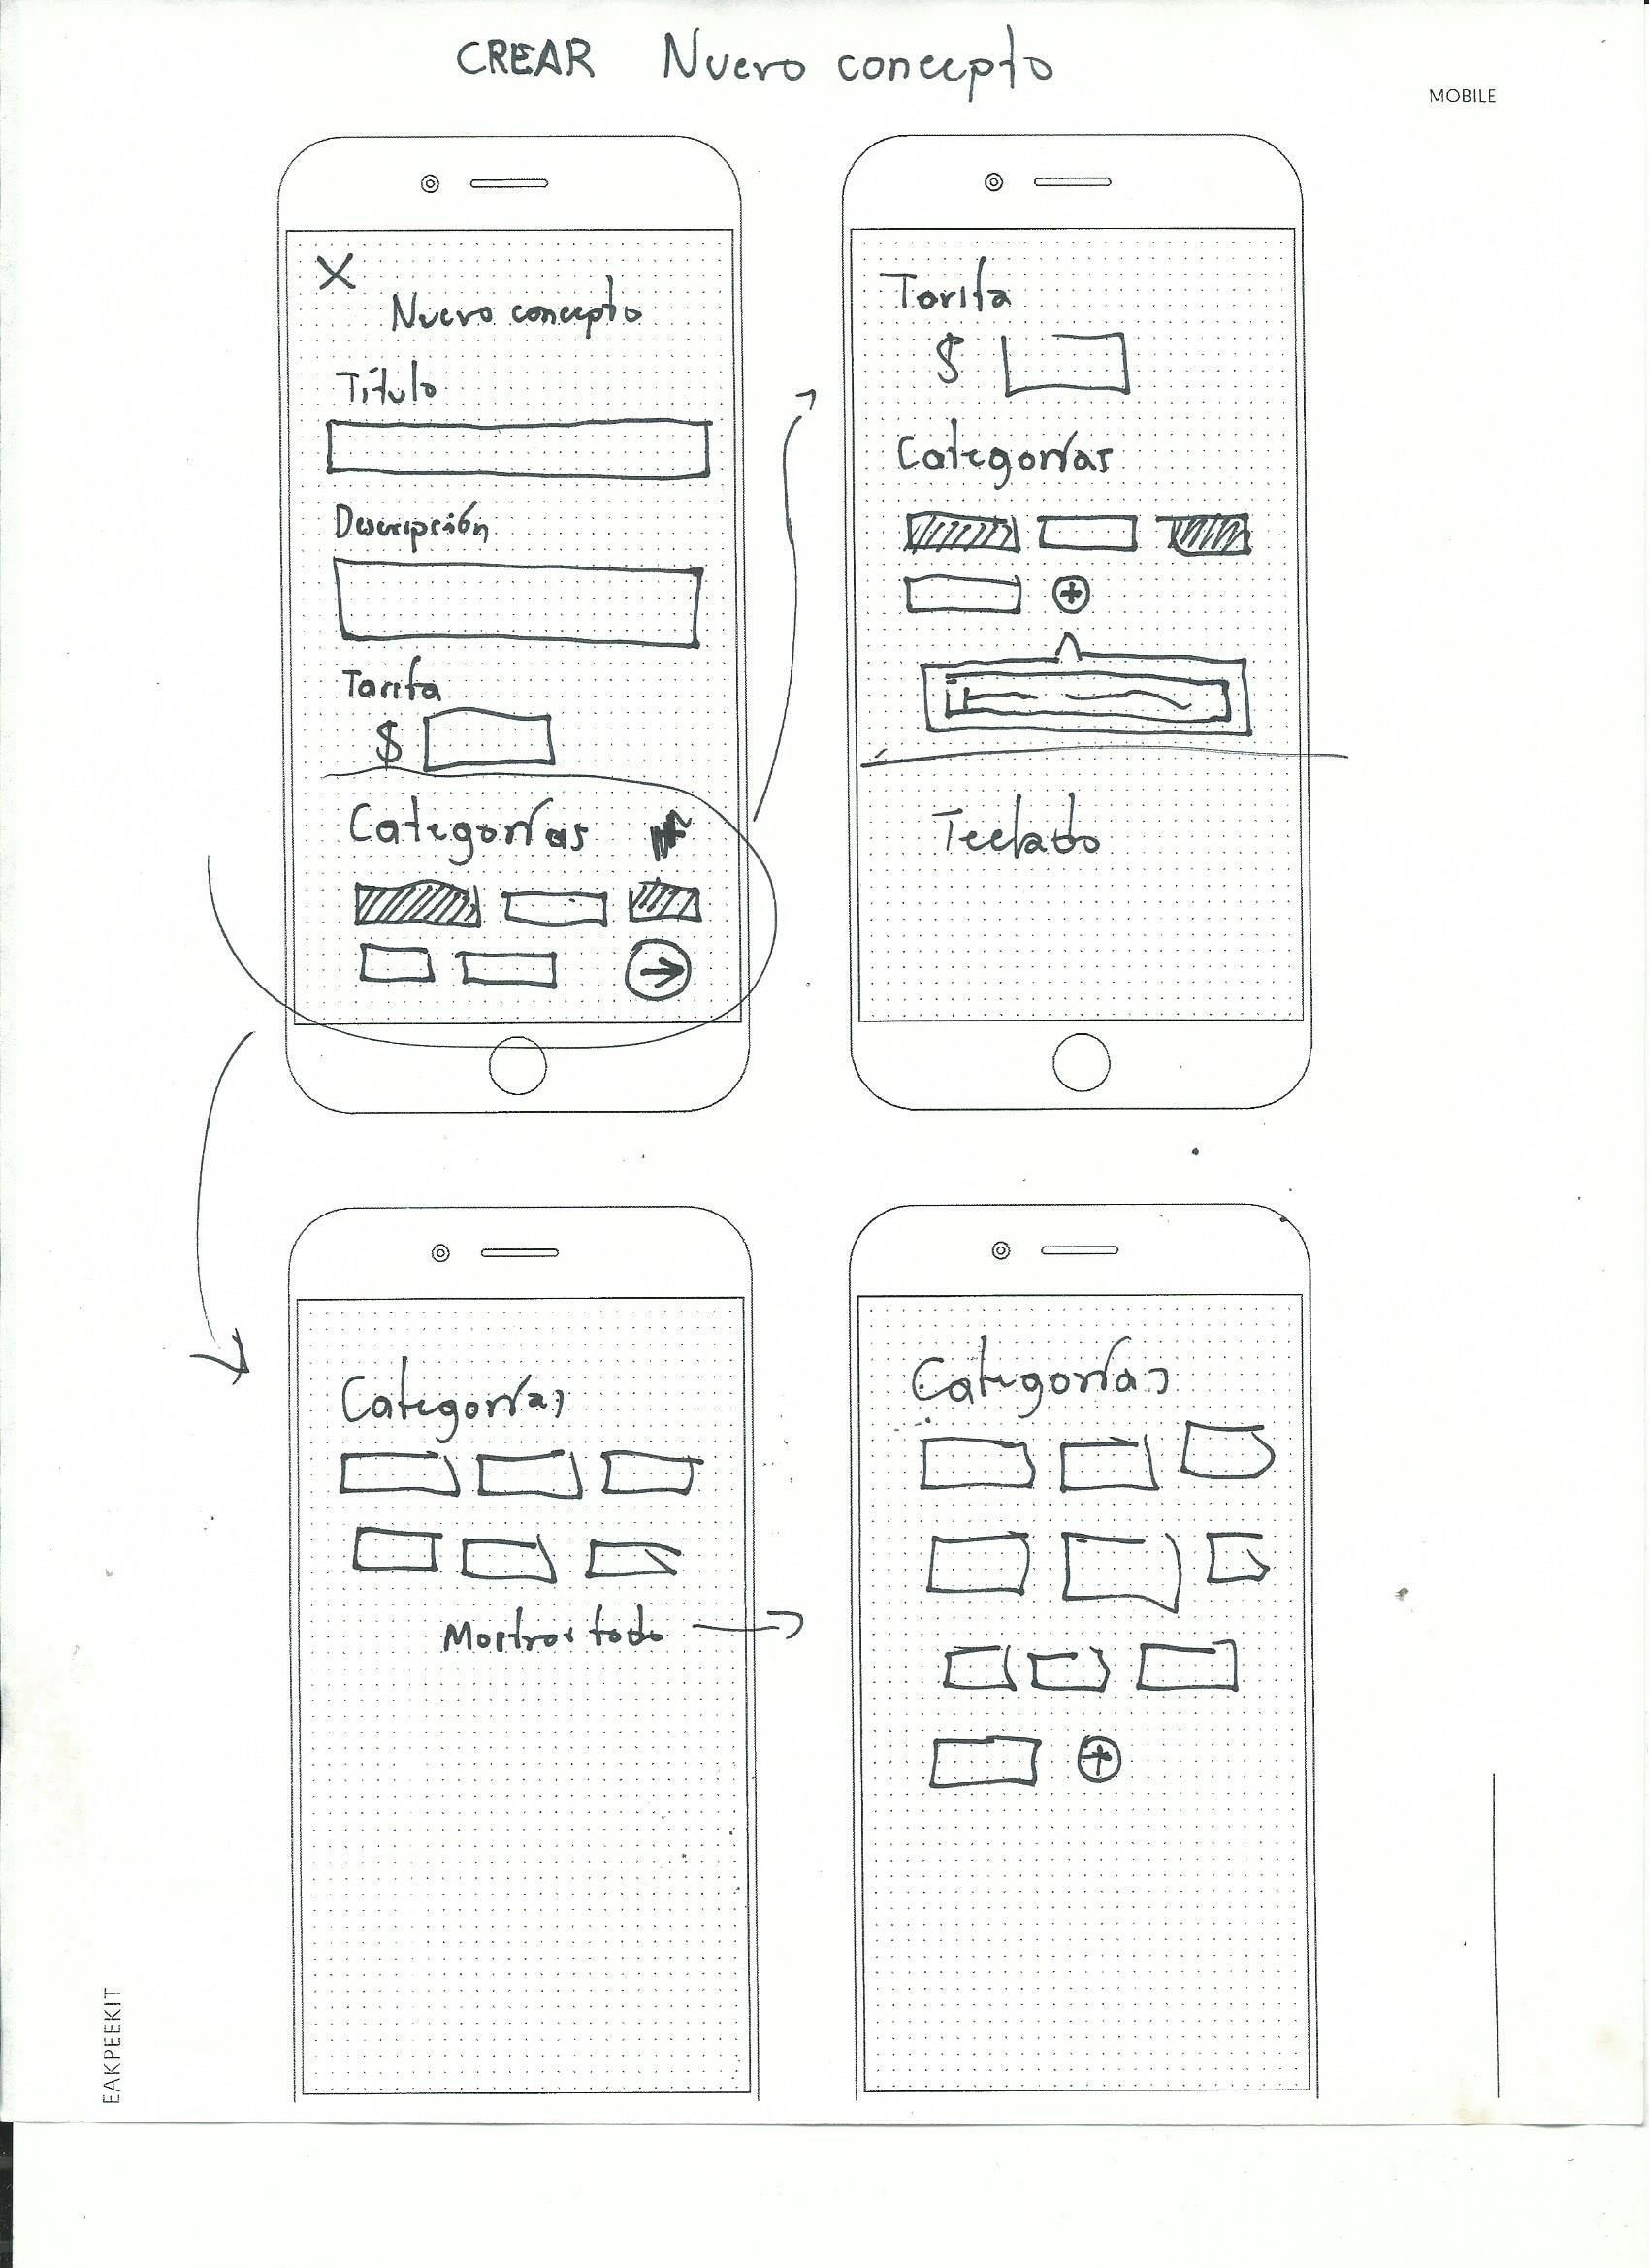 CREAR Nuevo concepto
MOBILE
X
Nuevo concepto
Título
Descripción
Tarifa
$
Categorías
Tarifa
$
Categorías
Teclado
Categorías
Mostrar todo
Categorías
EAKPEEKIT